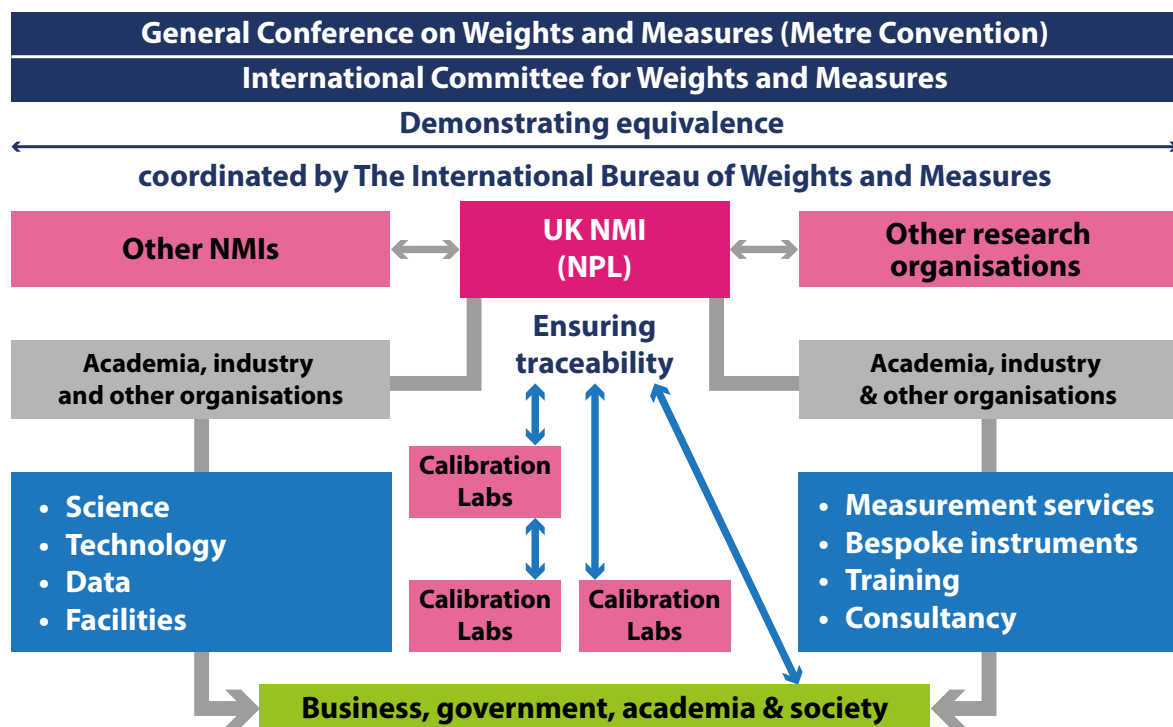 General Conference on Weights and Measures (Metre Convention)
International Committee for Weights and Measures
Demonstrating equivalence
coordinated by The International Bureau of Weights and Measures
Other NMIs
UK NMI
(NPL)
Other research
organisations
Ensuring
traceability
Academia, industry
and other organisations
Academia, industry
& other organisations
Calibration
Labs
• Science
• Technology
• Data
• Facilities
• Measurement services
• Bespoke instruments
• Training
• Consultancy
Calibration
Labs
Calibration
Labs
Business, government, academia & society